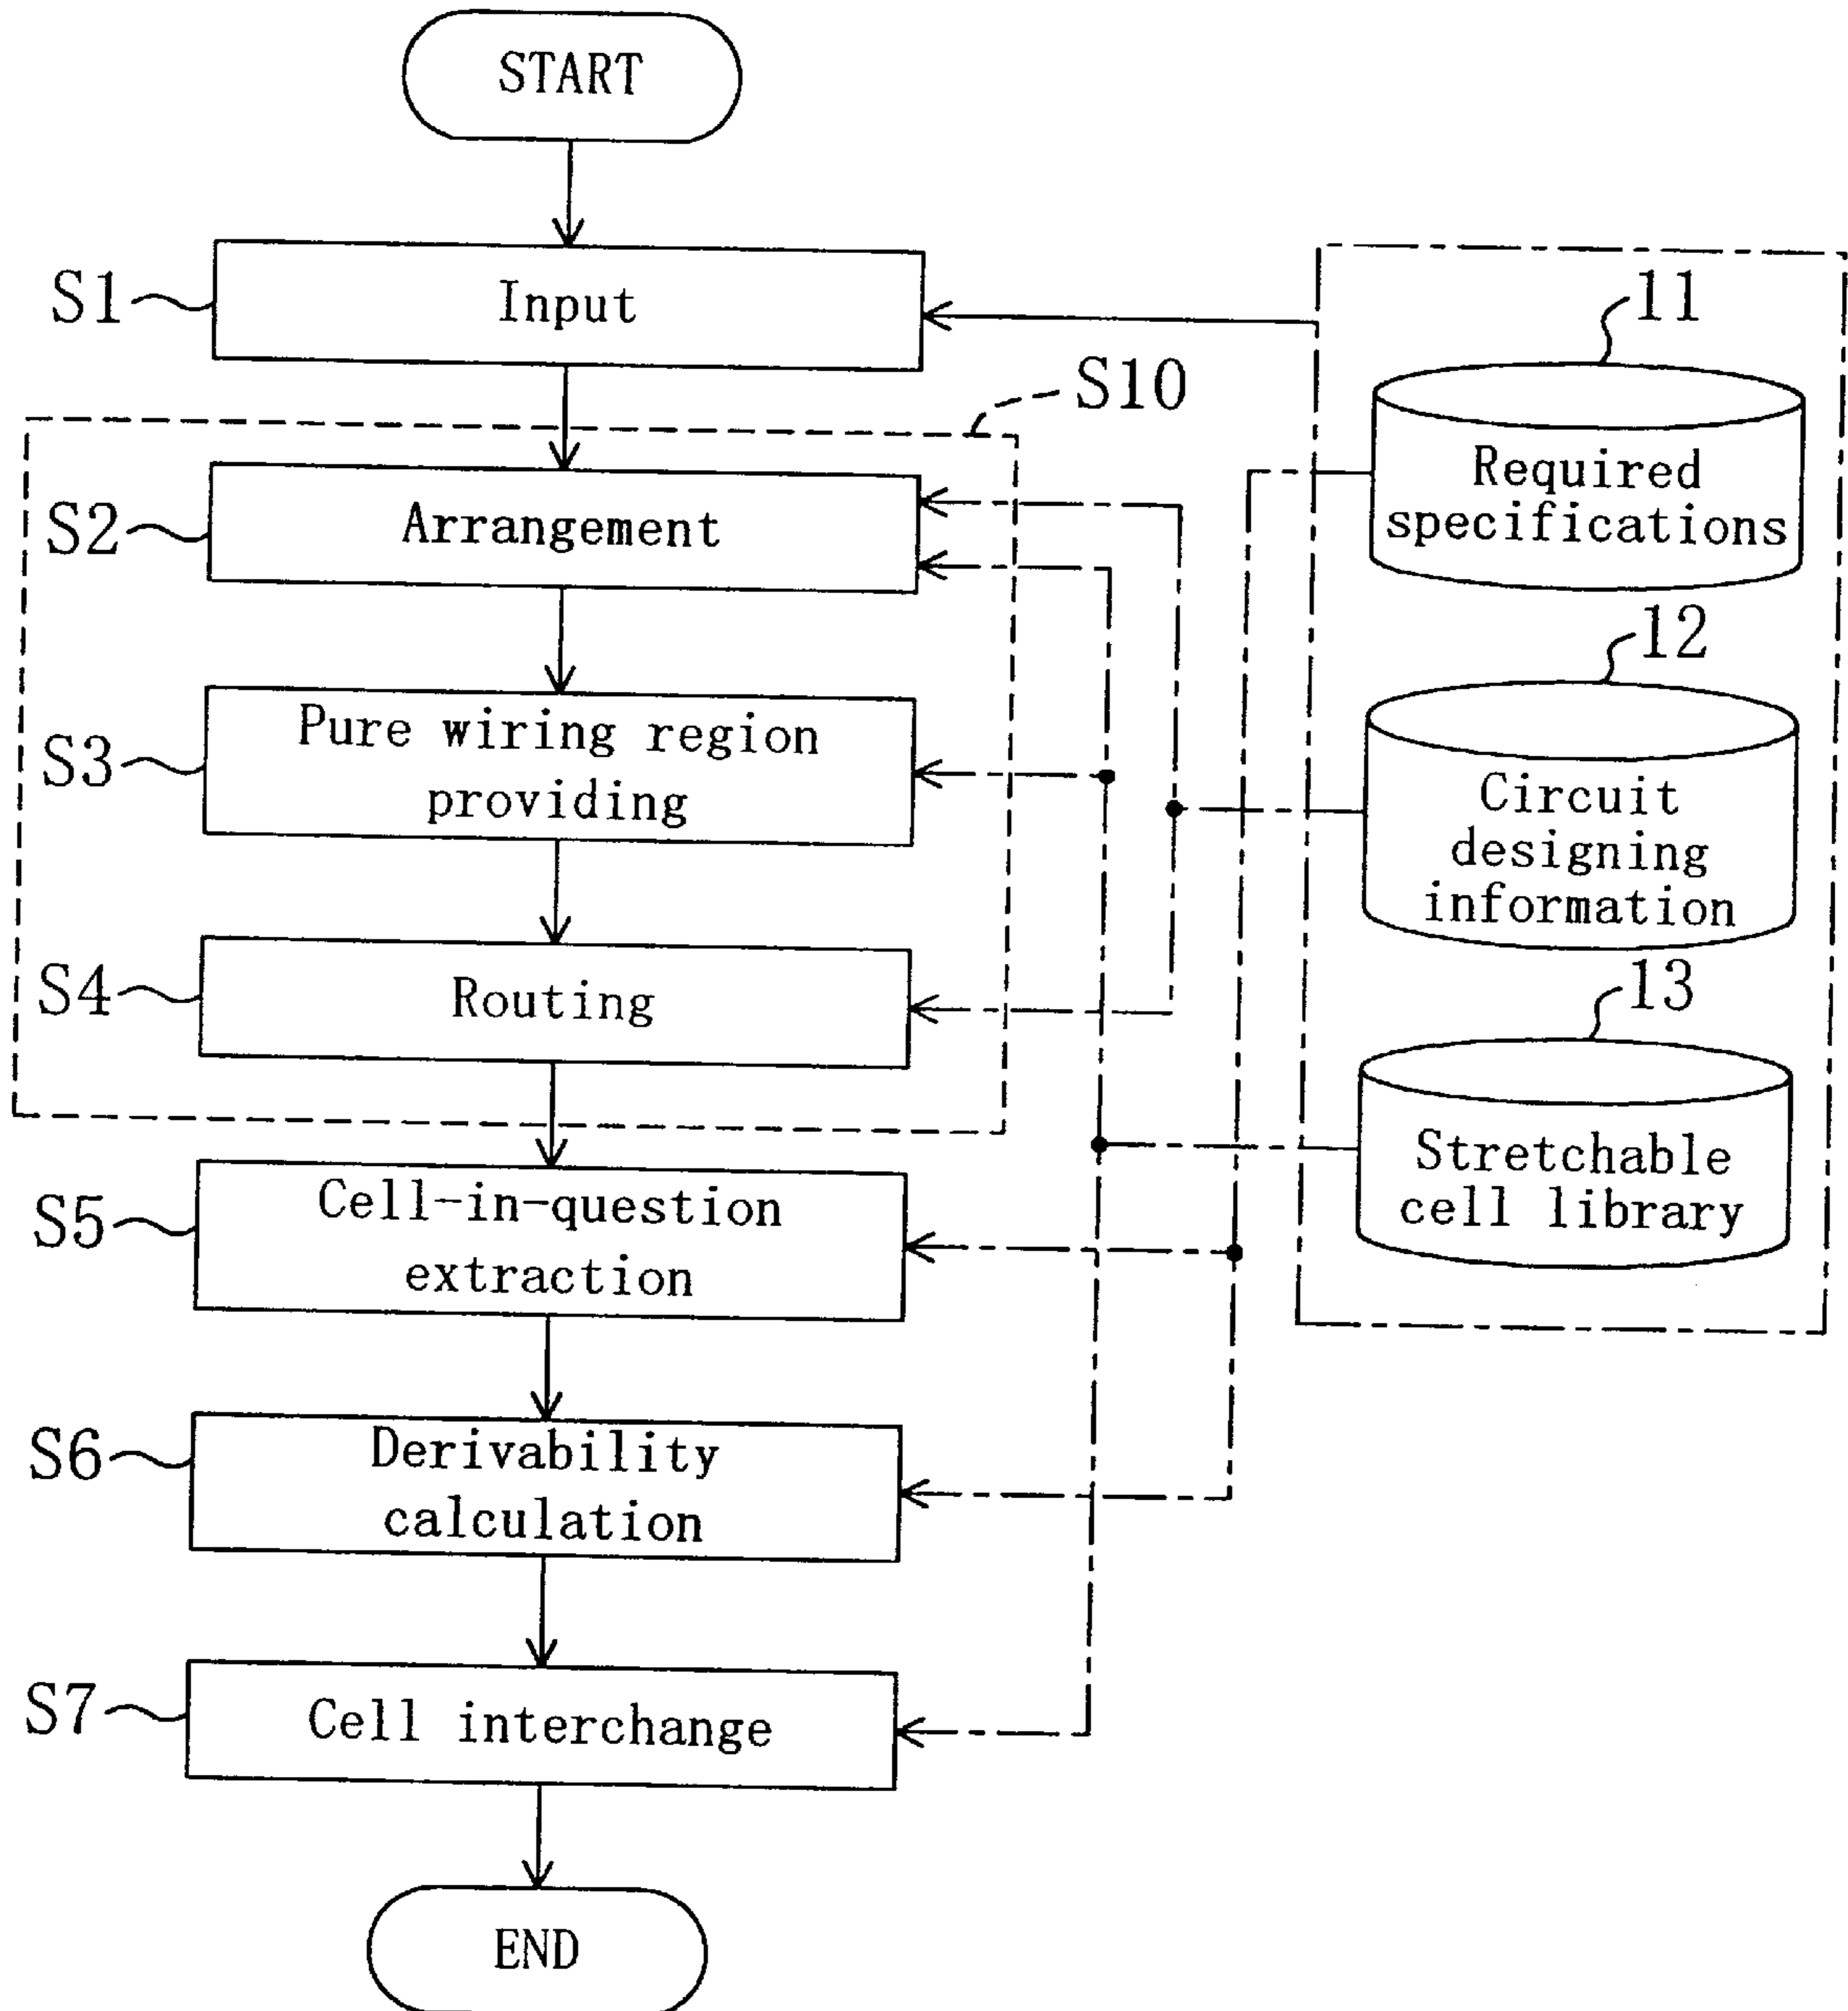 START
S1
Input
11
S10
Required
specifications
S2
Arrangement
12
S3
Pure wiring region
providing
Circuit
designing
information
S4
Routing
13
Stretchable
cell library
S5
Cell-in-question
extraction
S6
Derivability
calculation
S7
Cell interchange
END